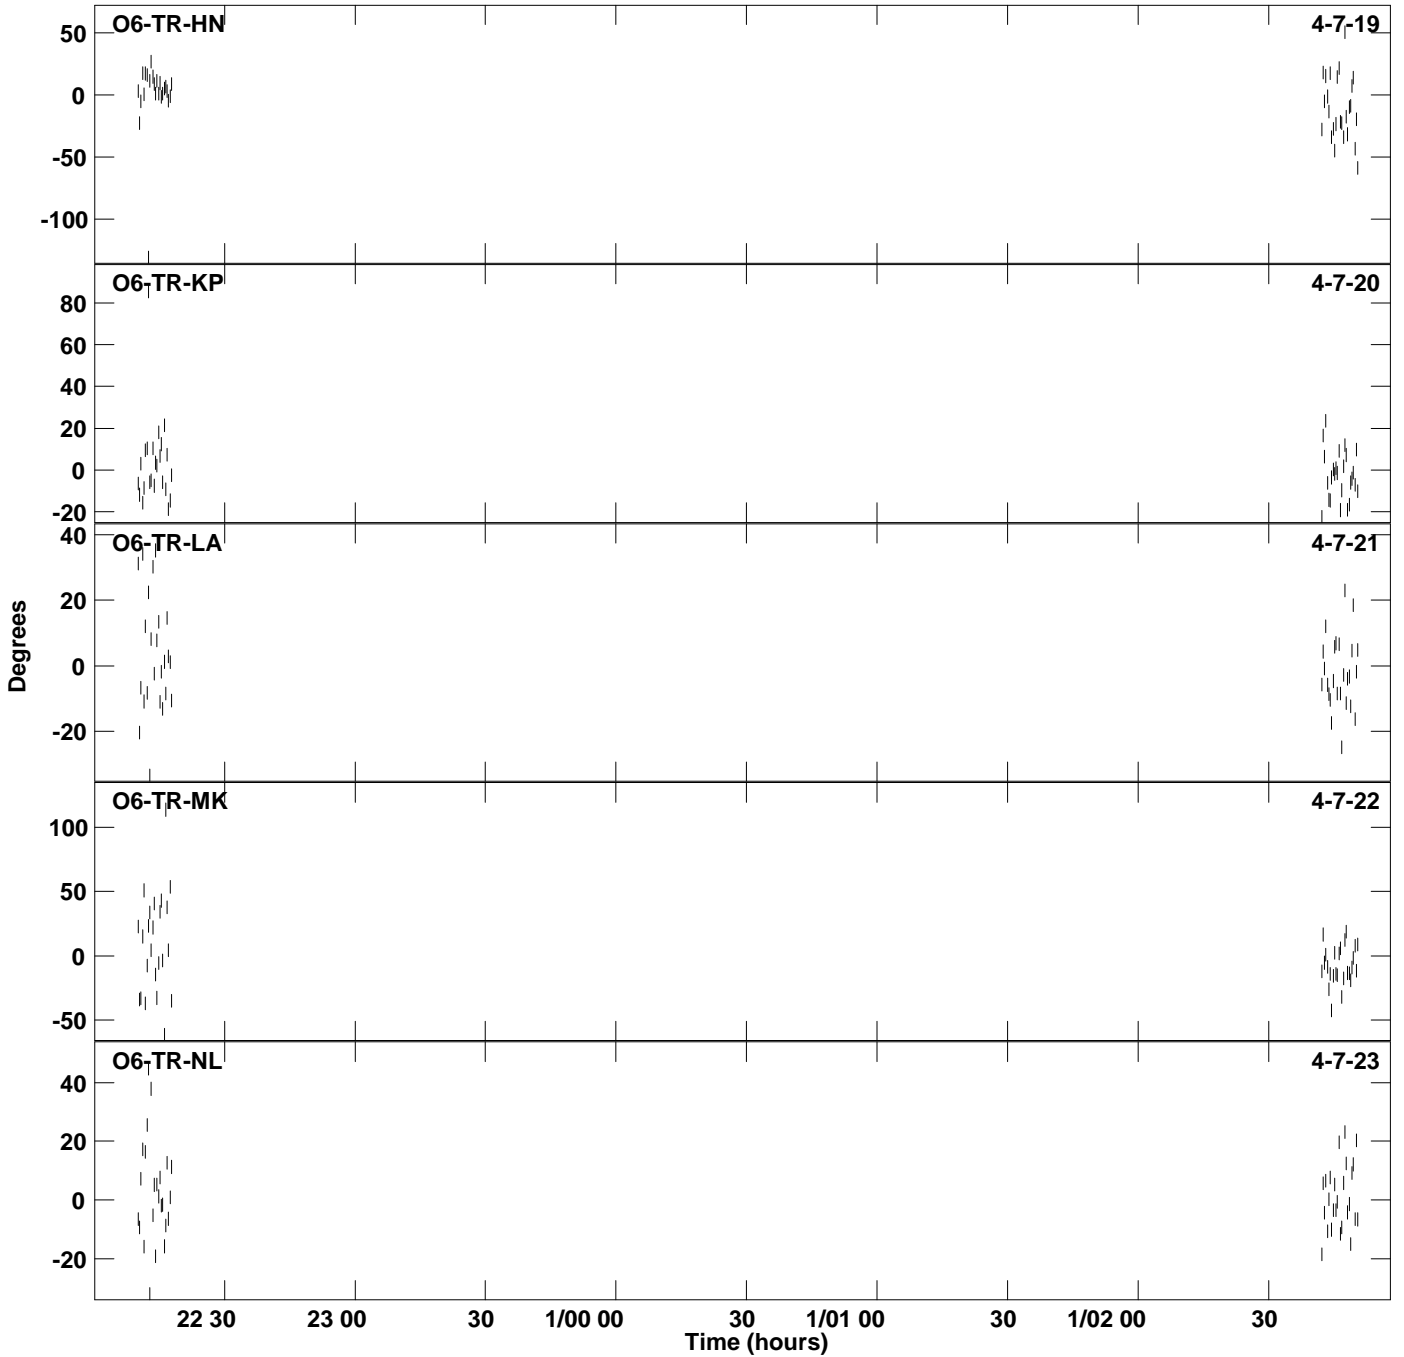 O6-TR-HN 4-7-19
50
0
-50
-100
O6-TR-KP 4-7-20
80
60
40
20
0
-20
O6-TR-LA 4-7-21
40
20
0
-20
O6-TR-MK 4-7-22
100
50
0
-50
O6-TR-NL 4-7-23
40
20
0
-20
Degrees
22 30 23 00 30 1/00 00 30 1/01 00 30 1/02 00 30
Time (hours)